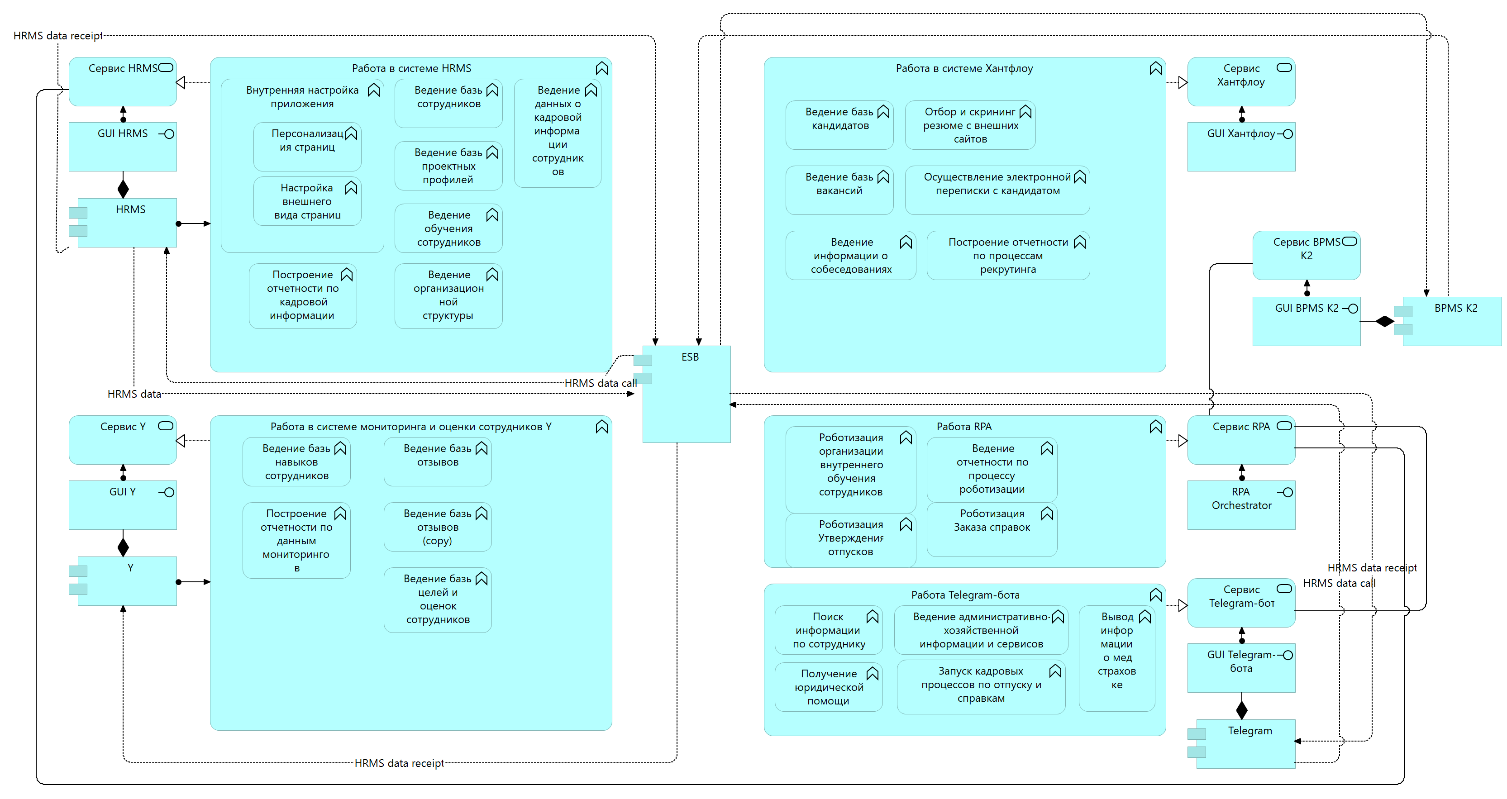 HRMS data receipt
Сервис HRMS
GUI HRMS
HRMS
Работа в системе HRMS
Внутренняя настройка
приложения
Персонализац
ия страниц
Настройка
внешнего
вида страниц
Построение
отчетности по
кадровой
информации
Ведение базы
сотрудников
Ведение базы
проектных
профилей
Ведение
обучения
сотрудников
Ведение
организацион
ной
структуры
Ведение
данных о
кадровой
информа
ции
сотрудник
ов
Работа в системе Хантфлоу
Ведение базы
кандидатов
Отбор и скрининг
резюме с внешних
сайтов
Ведение базы
вакансий
Осуществление электронной
переписки с кандидатом
Ведение
информации о
собеседованиях
Построение отчетности
по процессам
рекрутинга
Сервис
Хантфлоу
GUI Хантфлоу
Сервис BPMS
K2
GUI BPMS K2
BPMS K2
ESB
HRMS data call
HRMS data
Сервис Y
GUI Y
Y
Работа в системе мониторинга и оценки сотрудников Y
Ведение базы
навыков
сотрудников
Построение
отчетности по
данным
мониторинго
в
Ведение базы
отзывов
Ведение базы
отзывов
(copy)
Ведение базы
целей и
оценок
сотрудников
HRMS data receipt
Работа RPA
Роботизация
организации
внутреннего
обучения
сотрудников
Роботизация
Утверждения
отпусков
Ведение
отчетности по
процессу
роботизации
Роботизация
Заказа справок
Сервис RPA
RPA
Orchestrator
HRMS data receipt
HRMS data call
Работа Telegram-бота
Поиск
информации
по сотруднику
Ведение административно-
хозяйственной
информации и сервисов
Вывод
инфор
мации
о мед
страхов
ке
Получение
юридической
помощи
Запуск кадровых
процессов по отпуску и
справкам
Сервис
Telegram-бот
GUI Telegram-
бота
Telegram